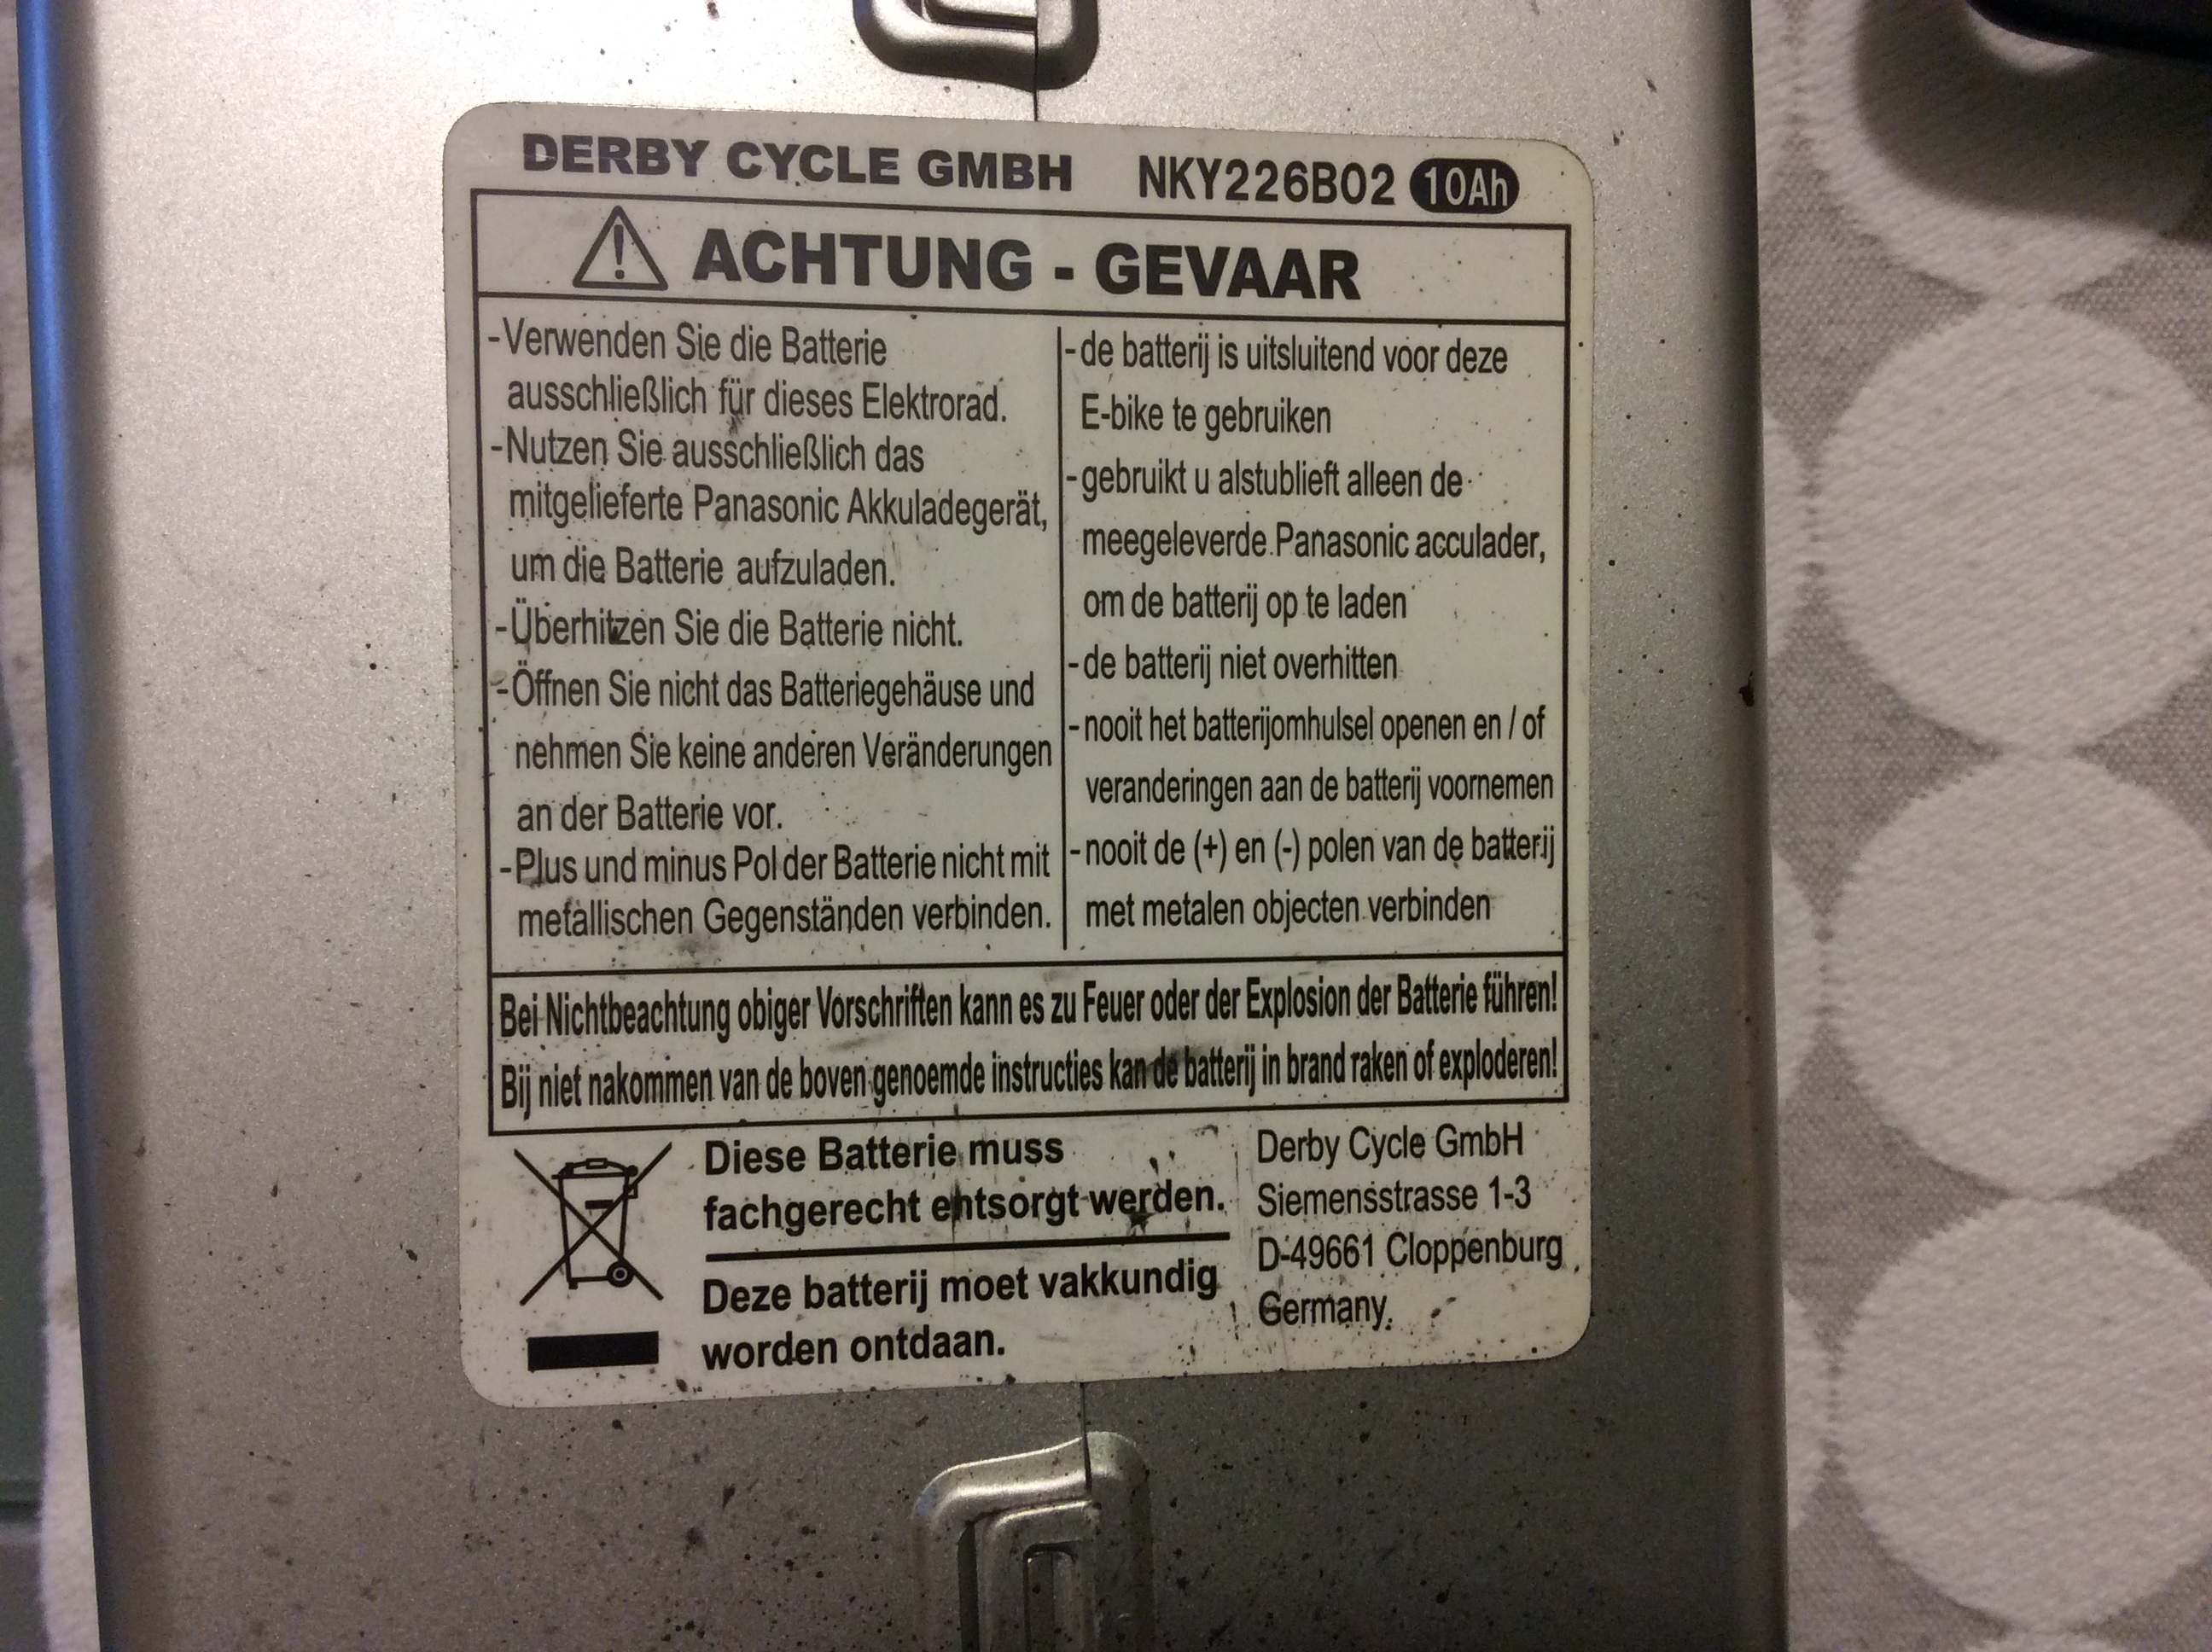 DERBY CYCLE GMBH NKY226B02 10Ah
ACHTUNG - GEVAAR
-Verwenden Sie die Batterie
ausschließlich für dieses Elektrorad.
-Nutzen Sie ausschließlich das
mitgelieferte Panasonic Akkuladegerät,
um die Batterie aufzuladen.
-Überhitzen Sie die Batterie nicht.
-Öffnen Sie nicht das Batteriegehäuse und
nehmen Sie keine anderen Veränderungen
an der Batterie vor.
-Plus und minus Pol der Batterie nicht mit
metallischen Gegenständen verbinden.
-de batterij is uitsluitend voor deze
E-bike te gebruiken
-gebruikt u alstublieft alleen de
meegeleverde Panasonic acculader,
om de batterij op te laden
-de batterij niet overhitten
-nooit het batterijomhulsel openen en / of
veranderingen aan de batterij voornemen
-nooit de (+) en (-) polen van de batterij
met metalen objecten verbinden
Bei Nichtbeachtung obiger Vorschriften kann es zu Feuer oder der Explosion der Batterie führen!
Bij niet nakommen van de boven genoemde instructies kan de batterij in brand raken of exploderen!
Diese Batterie muss
fachgerecht entsorgt werden.
Deze batterij moet vakkundig
worden ontdaan.
Derby Cycle GmbH
Siemensstrasse 1-3
D-49661 Cloppenburg
Germany